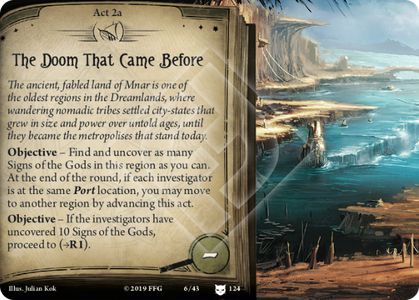 Act 2a
The Doom That Came Before
The ancient, fabled land of Mnar is one of
the oldest regions in the Dreamlands, where
wandering nomadic tribes settled city-states that
grew in size and power over untold ages, until
they became the metropolises that stand today.
Objective – Find and uncover as many
Signs of the Gods in this region as you can.
At the end of the round, if each investigator
is at the same Port location, you may move
to another region by advancing this act.
Objective – If the investigators have
uncovered 10 Signs of the Gods,
proceed to (→R1).
–
Illus. Julian Kok
© 2019 FFG
6/43
124